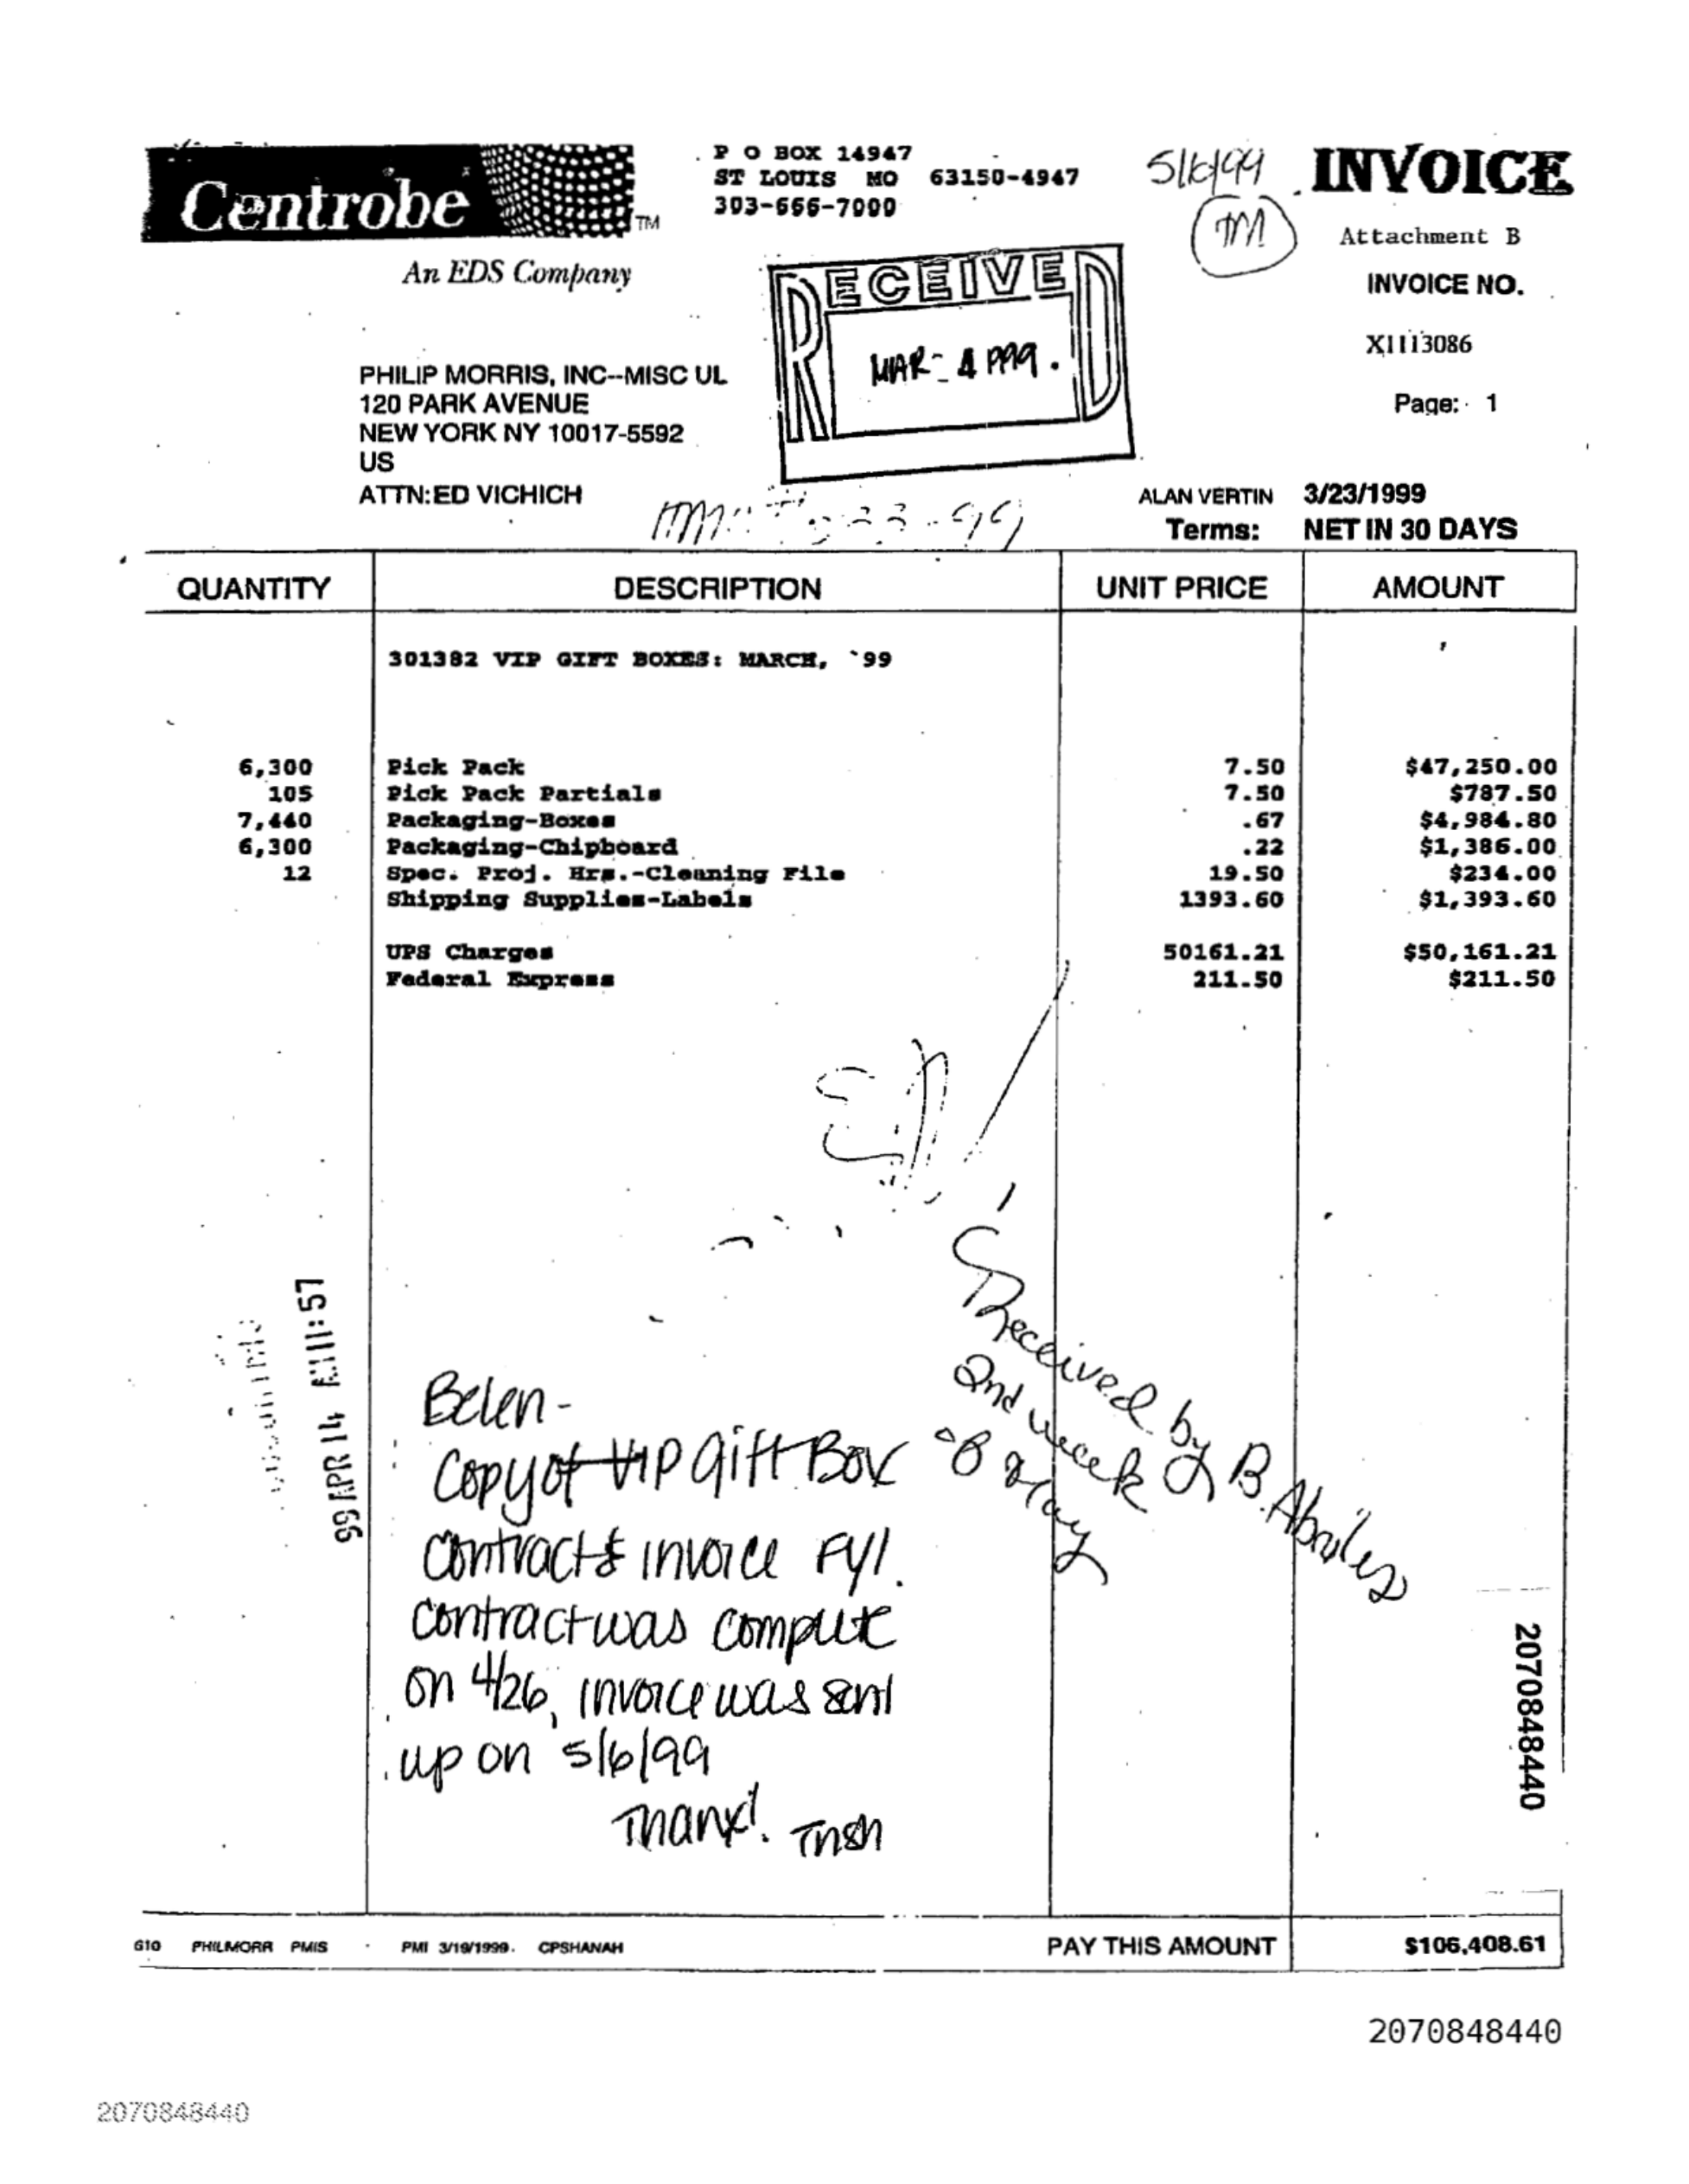 Centrobe TM
An EDS Company
P O BOX 14947
ST LOUIS MO 63150-4947
303-666-7000
5/6/99
TM
INVOICE
Attachment B
INVOICE NO.
X1113086
Page: 1
RECEIVED
MAR - 4 1999.
PHILIP MORRIS, INC--MISC UL
120 PARK AVENUE
NEW YORK NY 10017-5592
US
ATTN:ED VICHICH
ALAN VERTIN 3/23/1999
Terms: NET IN 30 DAYS
QUANTITY DESCRIPTION UNIT PRICE AMOUNT
301382 VIP GIFT BOXES: MARCH, `99
6,300 Pick Pack 7.50 $47,250.00
105 Pick Pack Partials 7.50 $787.50
7,440 Packaging-Boxes .67 $4,984.80
6,300 Packaging-Chipboard .22 $1,386.00
12 Spec. Proj. Hrs.-Cleaning File 19.50 $234.00
Shipping Supplies-Labels 1393.60 $1,393.60
UPS Charges 50161.21 $50,161.21
Federal Express 211.50 $211.50
Received by B. Abriles
2nd week of
of May
99 APR 14 AM 11:57
Belen-
Copy of VIP Gift Box
contract & invoice FYI.
contract was complete
on 4/26, invoice was sent
up on 5/6/99
Thanx! Trish
2070848440
610 PHILMORR PMIS PMI 3/19/1999. CPSHANAH PAY THIS AMOUNT $106,408.61
2070848440
2070848440